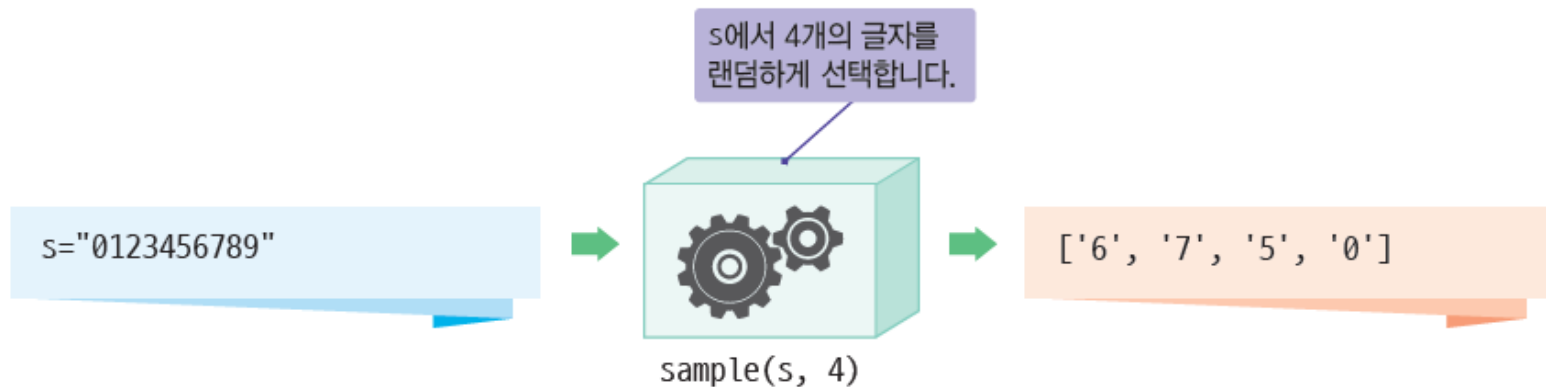 s에서 4개의 글자를
랜덤하게 선택합니다.
s="0123456789"
['6', '7', '5', '0']
sample(s, 4)